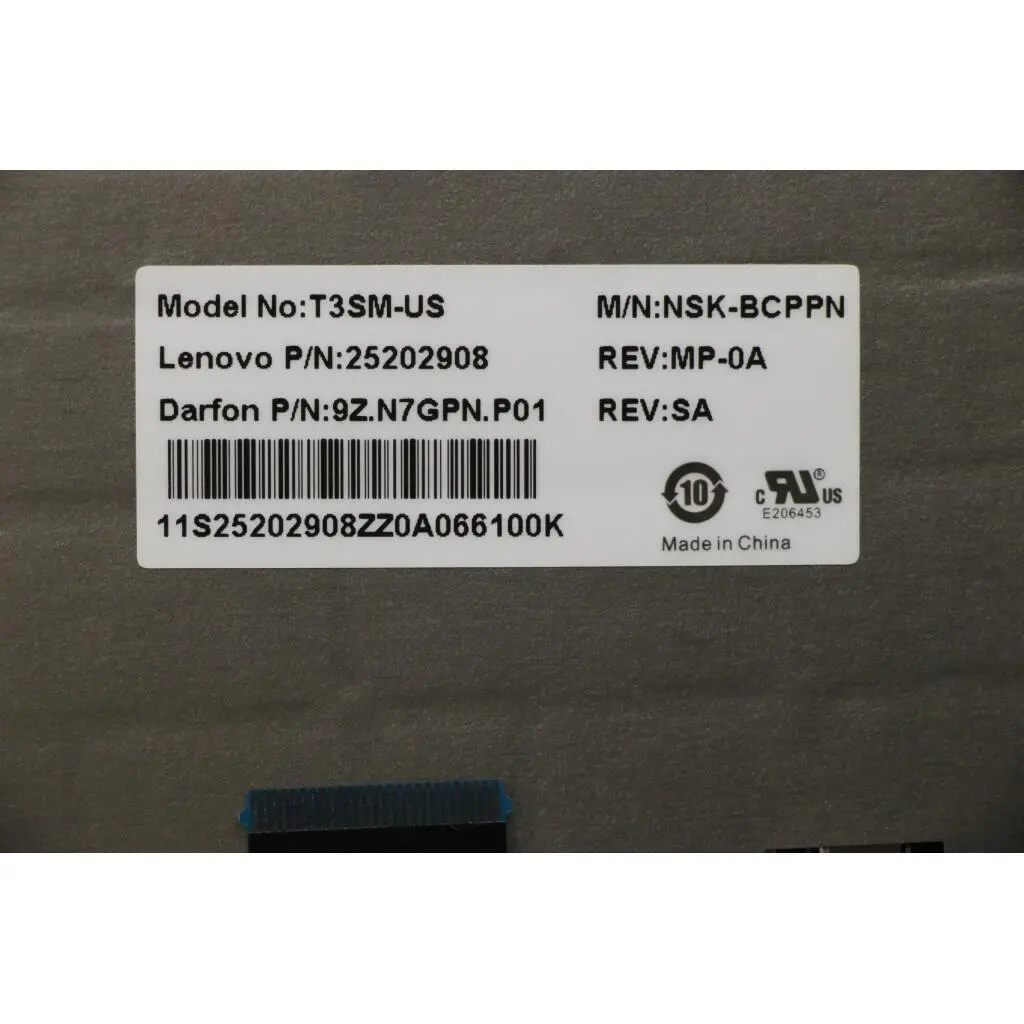 Model No:T3SM-US M/N:NSK-BCPPN
Lenovo P/N:25202908 REV:MP-0A
Darfon P/N:9Z.N7GPN.P01 REV:SA
10 c RU® US
E206453
11S25202908ZZ0A066100K
Made in China